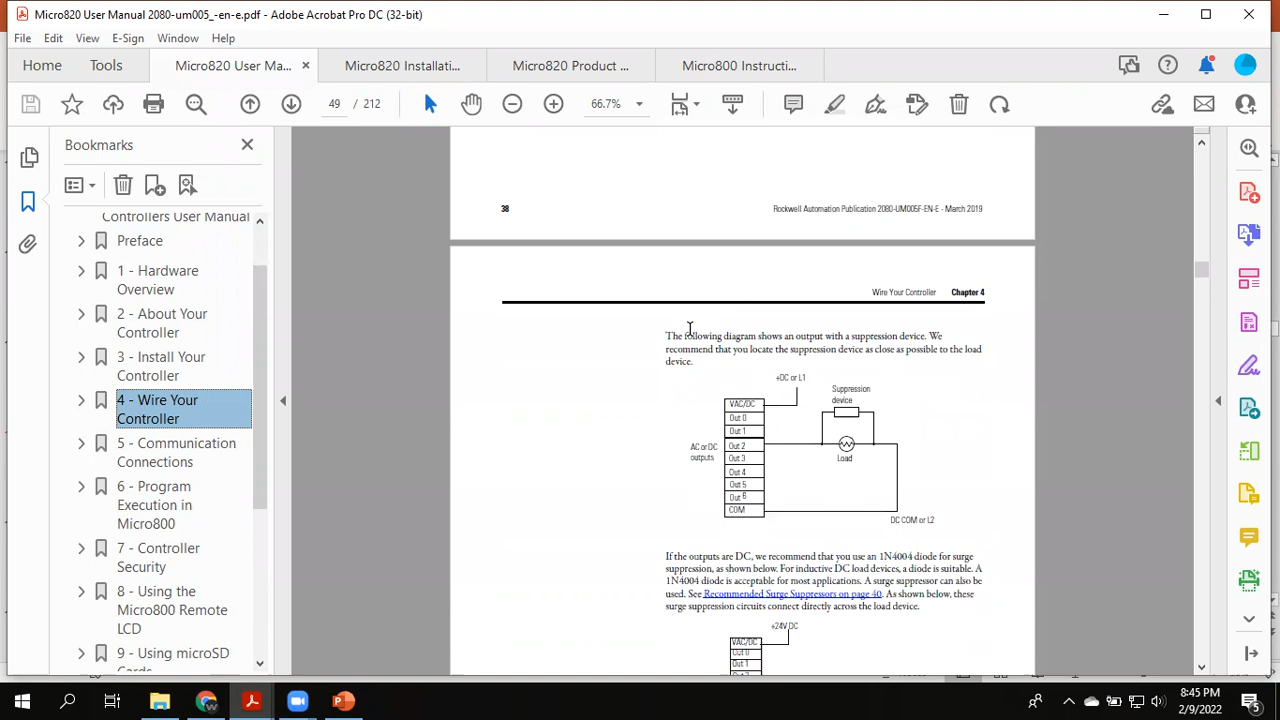 Micro820 User Manual 2080-um005_-en-e.pdf - Adobe Acrobat Pro DC (32-bit)
File Edit View E-Sign Window Help
Home Tools Micro820 User Ma... × Micro820 Installati... Micro820 Product ... Micro800 Instructi...
49 / 212 66.7%
Bookmarks
Controllers User Manual
Preface
1 - Hardware
Overview
2 - About Your
Controller
3 - Install Your
Controller
4 - Wire Your
Controller
5 - Communication
Connections
6 - Program
Execution in
Micro800
7 - Controller
Security
8 - Using the
Micro800 Remote
LCD
9 - Using microSD
Cards
38 Rockwell Automation Publication 2080-UM005F-EN-E - March 2019
Wire Your Controller Chapter 4
The following diagram shows an output with a suppression device. We
recommend that you locate the suppression device as close as possible to the load
device.
+DC or L1
Suppression
device
VAC/DC
Out 0
Out 1
Out 2
Out 3
Out 4
Out 5
Out 6
COM
AC or DC
outputs
Load
DC COM or L2
If the outputs are DC, we recommend that you use an 1N4004 diode for surge
suppression, as shown below. For inductive DC load devices, a diode is suitable. A
1N4004 diode is acceptable for most applications. A surge suppressor can also be
used. See Recommended Surge Suppressors on page 40. As shown below, these
surge suppression circuits connect directly across the load device.
+24V DC
VAC/DC
Out 0
Out 1
8:45 PM
2/9/2022
5